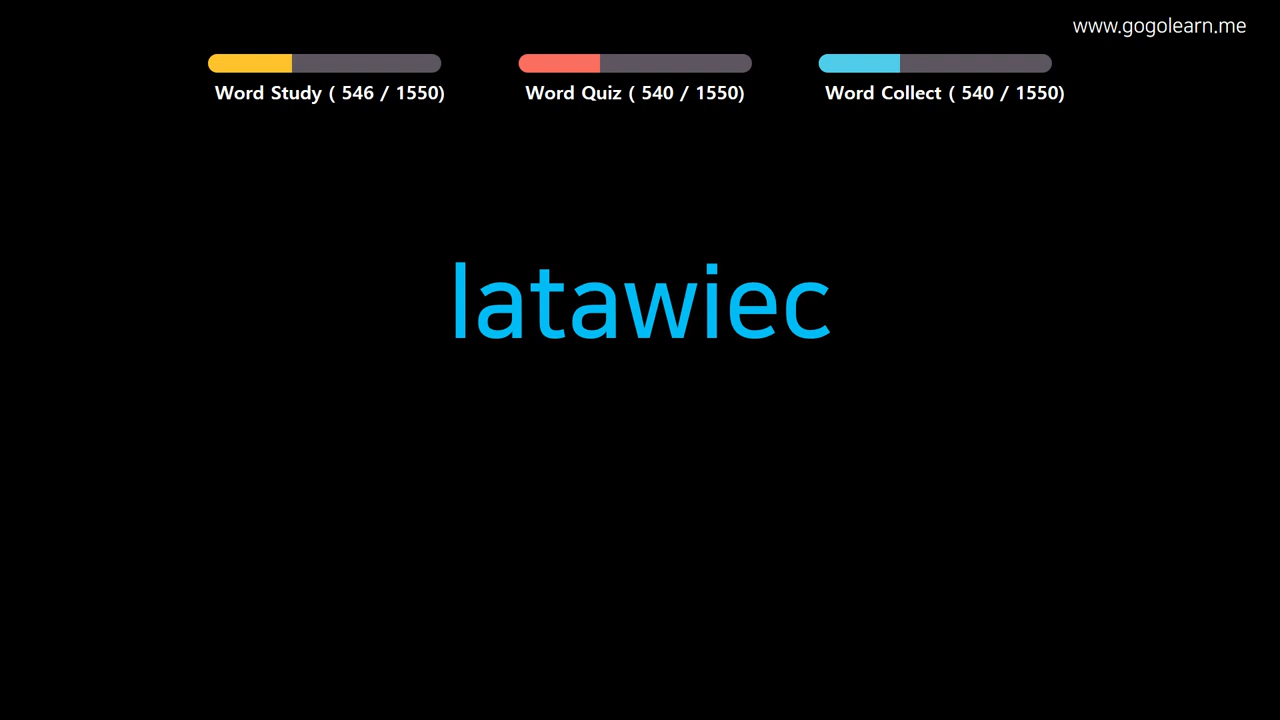 www.gogolearn.me
Word Study ( 546 / 1550)
Word Quiz ( 540 / 1550)
Word Collect ( 540 / 1550)
latawiec